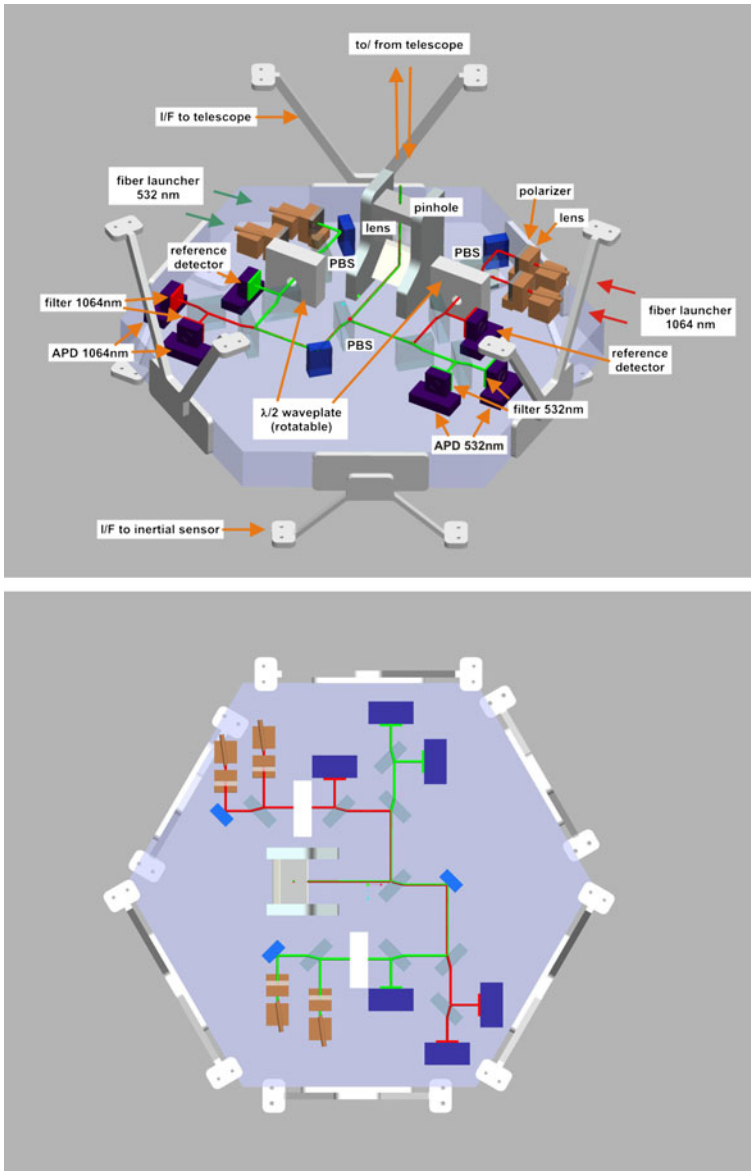 to/ from telescope
I/F to telescope
fiber launcher
532 nm
polarizer
pinhole
lens
lens
PBS
PBS
reference
detector
filter 1064nm
fiber launcher
1064 nm
APD 1064nm
PBS
reference
detector
λ/2 waveplate
(rotatable)
filter 532nm
APD 532nm
I/F to inertial sensor